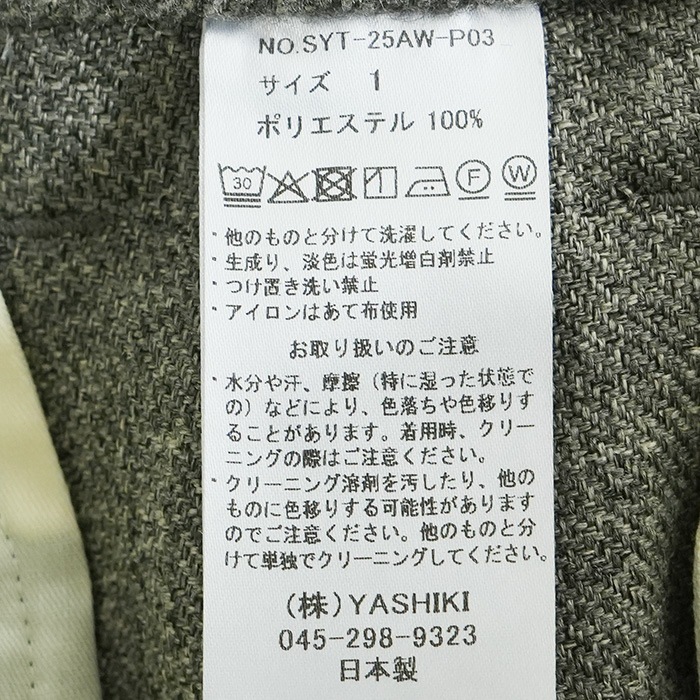 NO.SYT-25AW-P03
サイズ 1
ポリエステル 100%
30 F W
・他のものと分けて洗濯してください。
・生成り、淡色は蛍光増白剤禁止
・つけ置き洗い禁止
・アイロンはあて布使用
お取り扱いのご注意
・水分や汗、摩擦（特に湿った状態で
の）などにより、色落ちや色移りす
ることがあります。着用時、クリー
ニングの際はご注意ください。
・クリーニング溶剤を汚したり、他の
ものに色移りする可能性があります
のでご注意ください。他のものと分
けて単独でクリーニングしてください。
(株)YASHIKI
045-298-9323
日本製